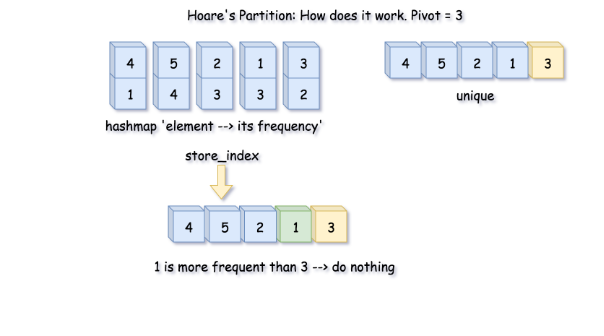 Hoare's Partition: How does it work. Pivot = 3
4 5 2 1 3
1 4 3 3 2
hashmap 'element --> its frequency'
4 5 2 1 3
unique
store_index
4 5 2 1 3
1 is more frequent than 3 --> do nothing